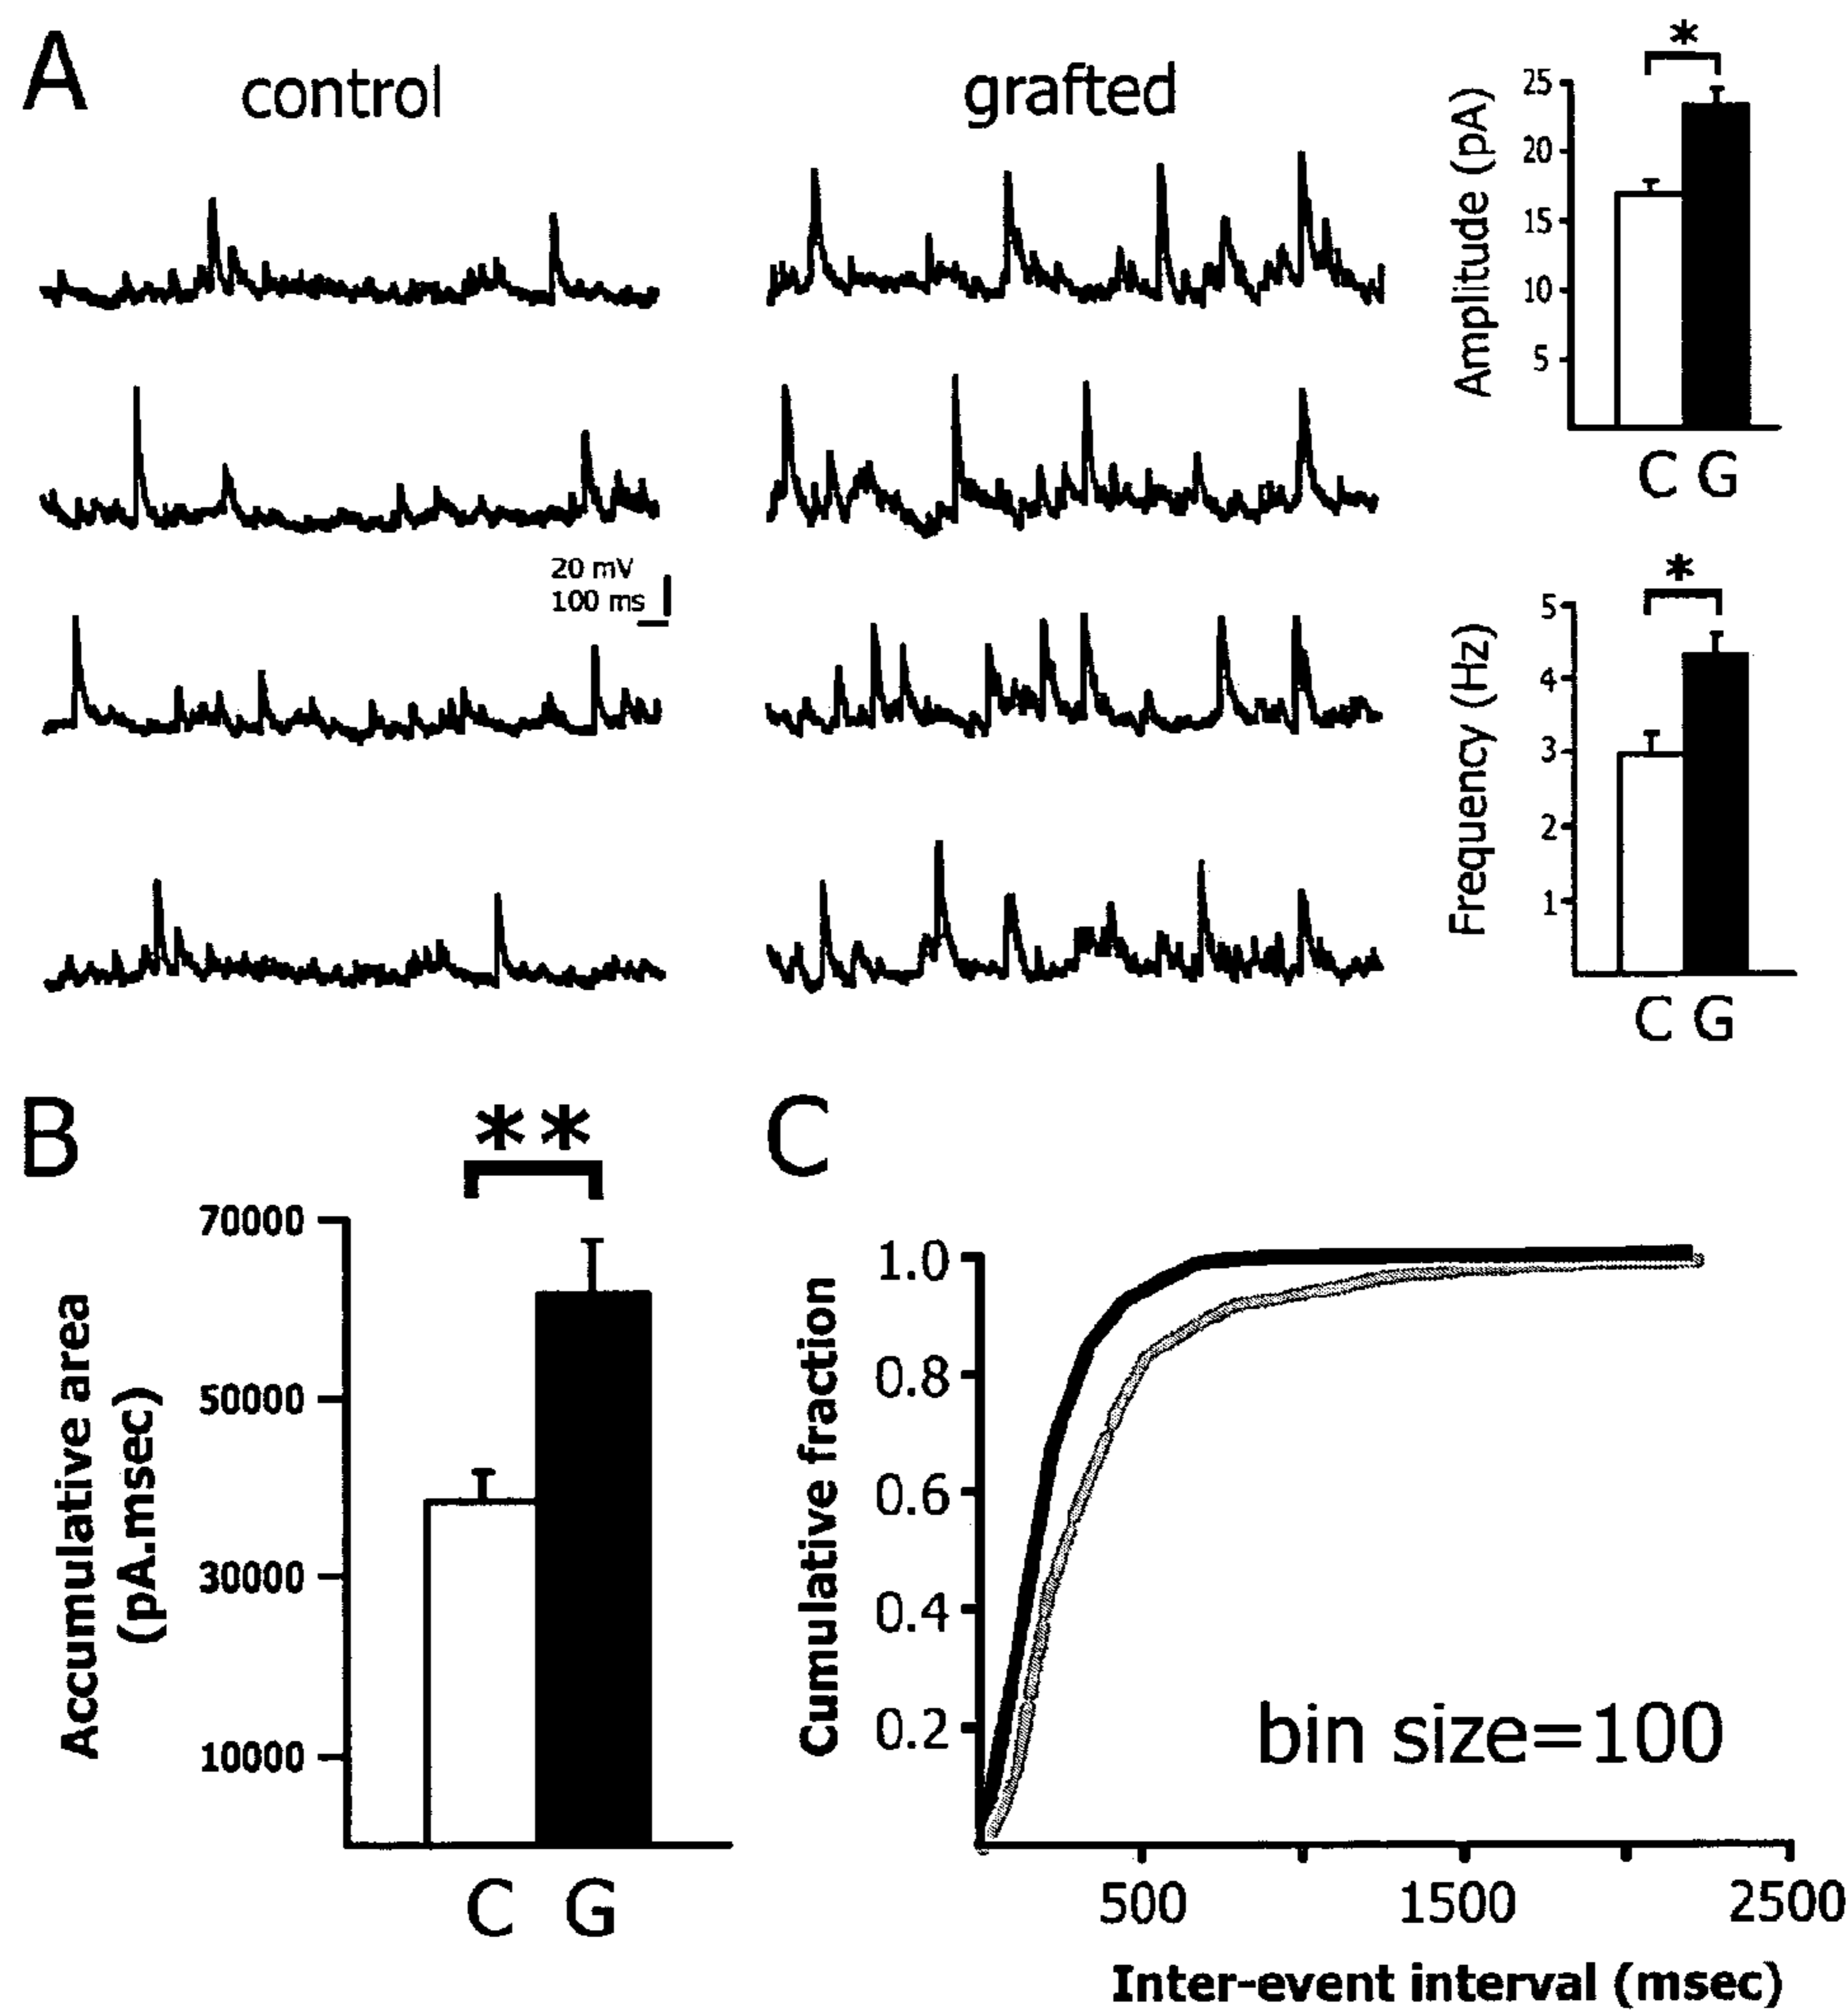 A
control
grafted
*
25
20
15
10
5
Amplitude (pA)
C G
20 mV
100 ms
*
5
4
3
2
1
Frequency (Hz)
C G
B
**
70000
50000
30000
10000
Accumulative area
(pA.msec)
C G
C
1.0
0.8
0.6
0.4
0.2
Cumulative fraction
bin size=100
500 1500 2500
Inter-event interval (msec)